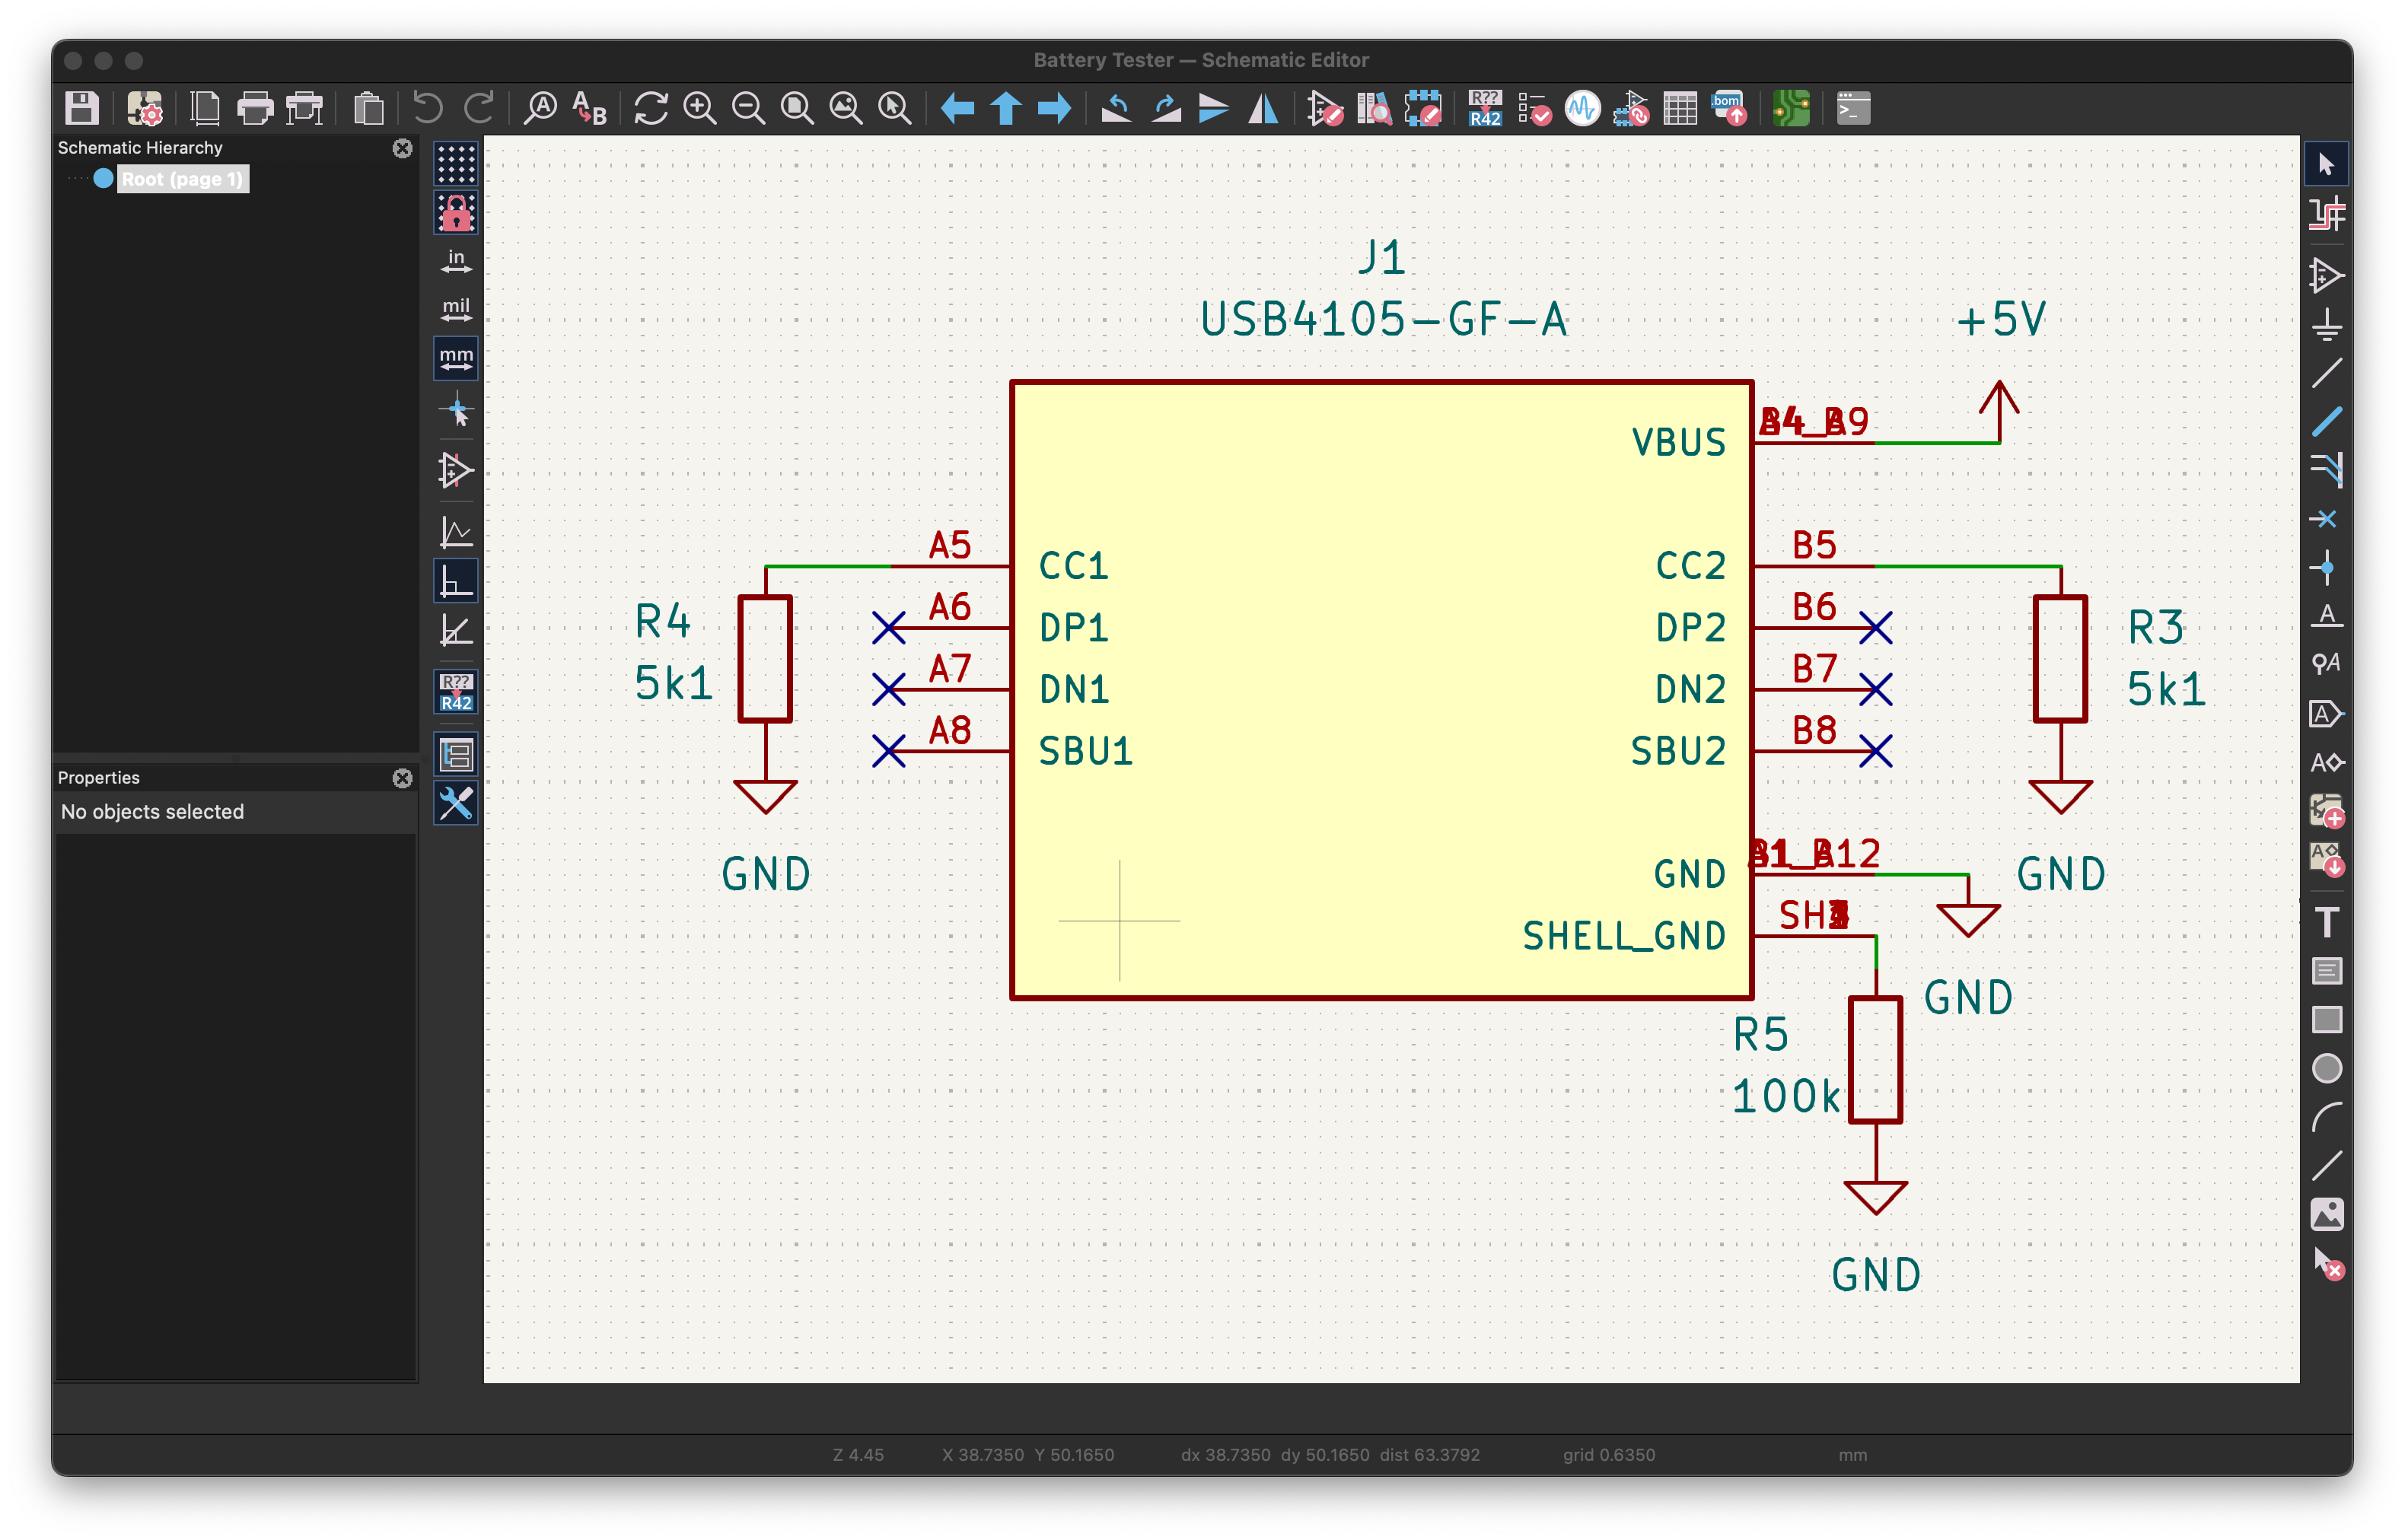 Battery Tester — Schematic Editor
A
A B
R??
R42
.bom
>_
Schematic Hierarchy
Root (page 1)
in
mil
mm
R??
R42
Properties
No objects selected
J1
USB4105-GF-A
+5V
VBUS
A5
CC1
CC2
B5
A6
DP1
DP2
B6
R4
R3
A7
DN1
DN2
B7
5k1
5k1
A8
SBU1
SBU2
B8
GND
GND
GND
SHELL_GND
GND
R5
100k
GND
A
A
A
A
A
T
Z 4.45
X 38.7350 Y 50.1650
dx 38.7350 dy 50.1650 dist 63.3792
grid 0.6350
mm